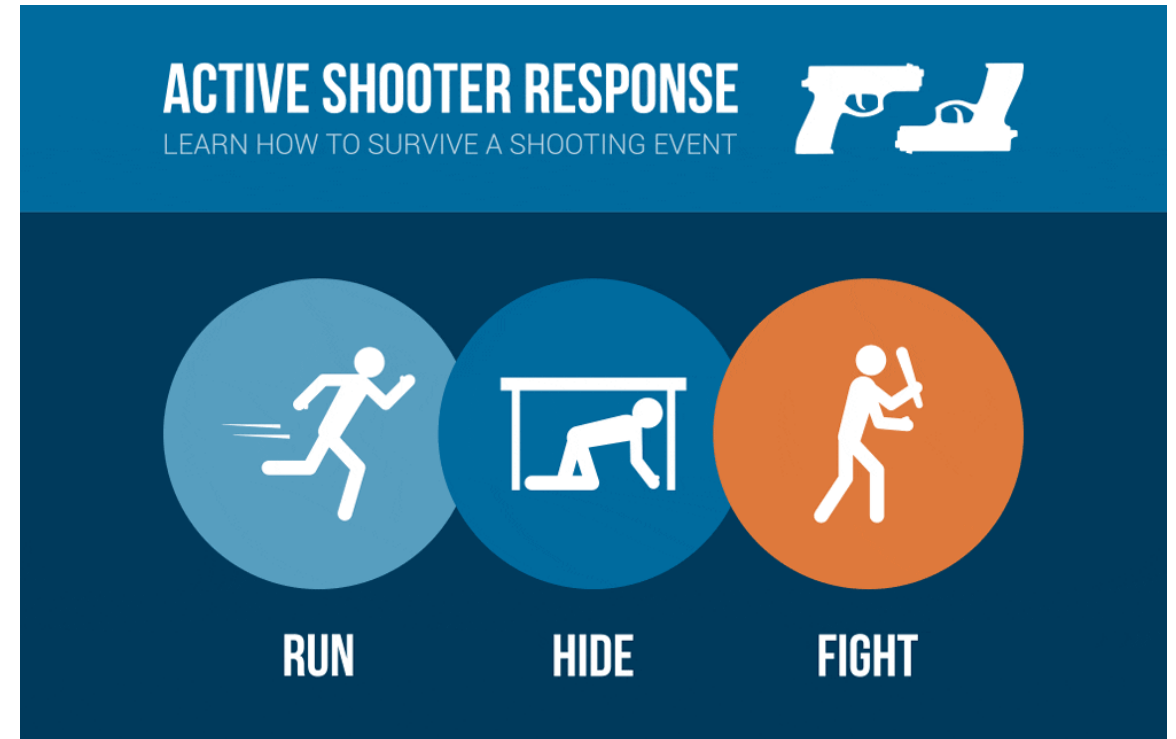 ACTIVE SHOOTER RESPONSE
LEARN HOW TO SURVIVE A SHOOTING EVENT
RUN
HIDE
FIGHT